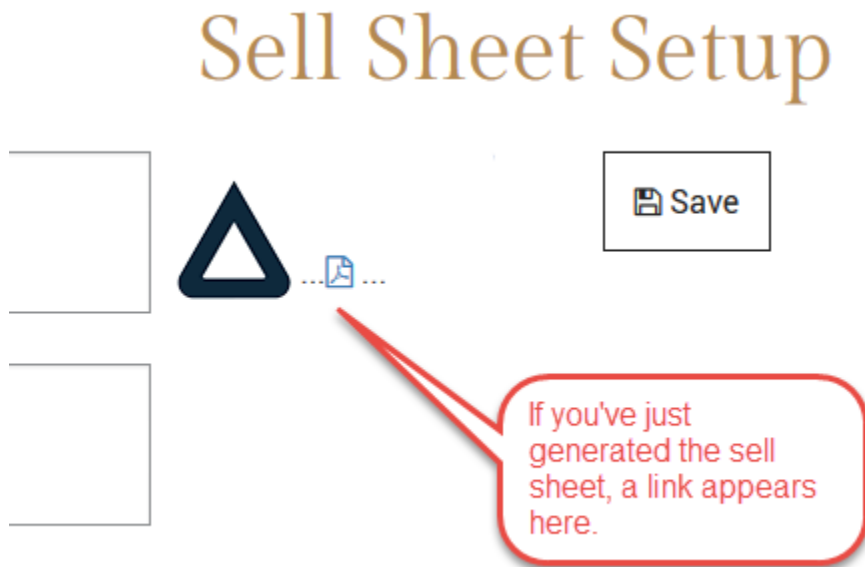 Sell Sheet Setup
Save
... ...
If you've just
generated the sell
sheet, a link appears
here.